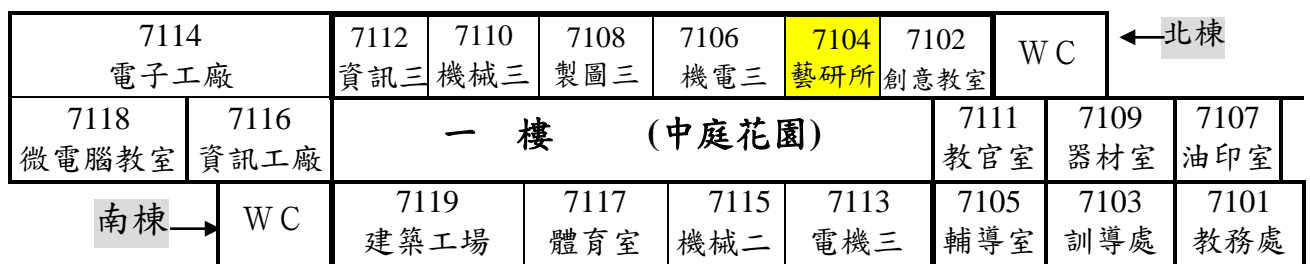 7114 7112 7110 7108 7106 7104 7102 WC 北棟
電子工廠 資訊三 機械三 製圖三 機電三 藝研所 創意教室
7118 7116 一 樓 (中庭花園) 7111 7109 7107
微電腦教室 資訊工廠 教官室 器材室 油印室
南棟 WC 7119 7117 7115 7113 7105 7103 7101
建築工場 體育室 機械二 電機三 輔導室 訓導處 教務處